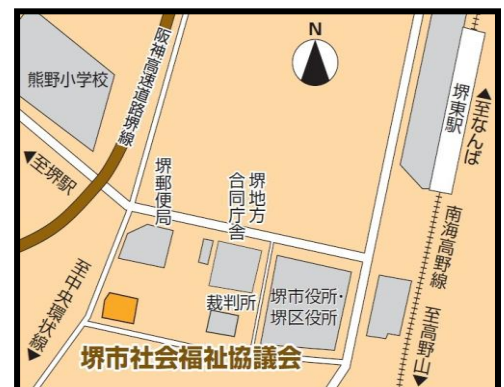 N
熊野小学校
阪神高速道路堺線
堺東駅
▲至なんば
◀至堺駅
堺郵便局
堺地方
合同庁舎
南海高野線
至中央環状線▶
裁判所
堺市役所・
堺区役所
至高野山▶
堺市社会福祉協議会